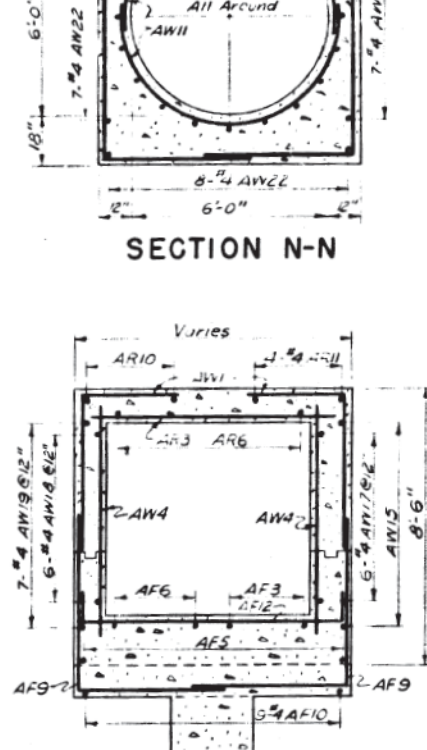 All Around
6'-0"
7-#4 AW22
AW11
7-#4 AW
18"
8-#4 AW22
12"
6'-0"
12"
SECTION N-N
Varies
AR10
4-#4 AR11
AR3
AR6
7-#4 AW19@12"
6-#4 AW18@12"
AW4
AW4
6-#4 AW17@12"
AW15
8'-6"
AF6
AF3
AF12
AF5
AF9
AF9
9-#4 AF10